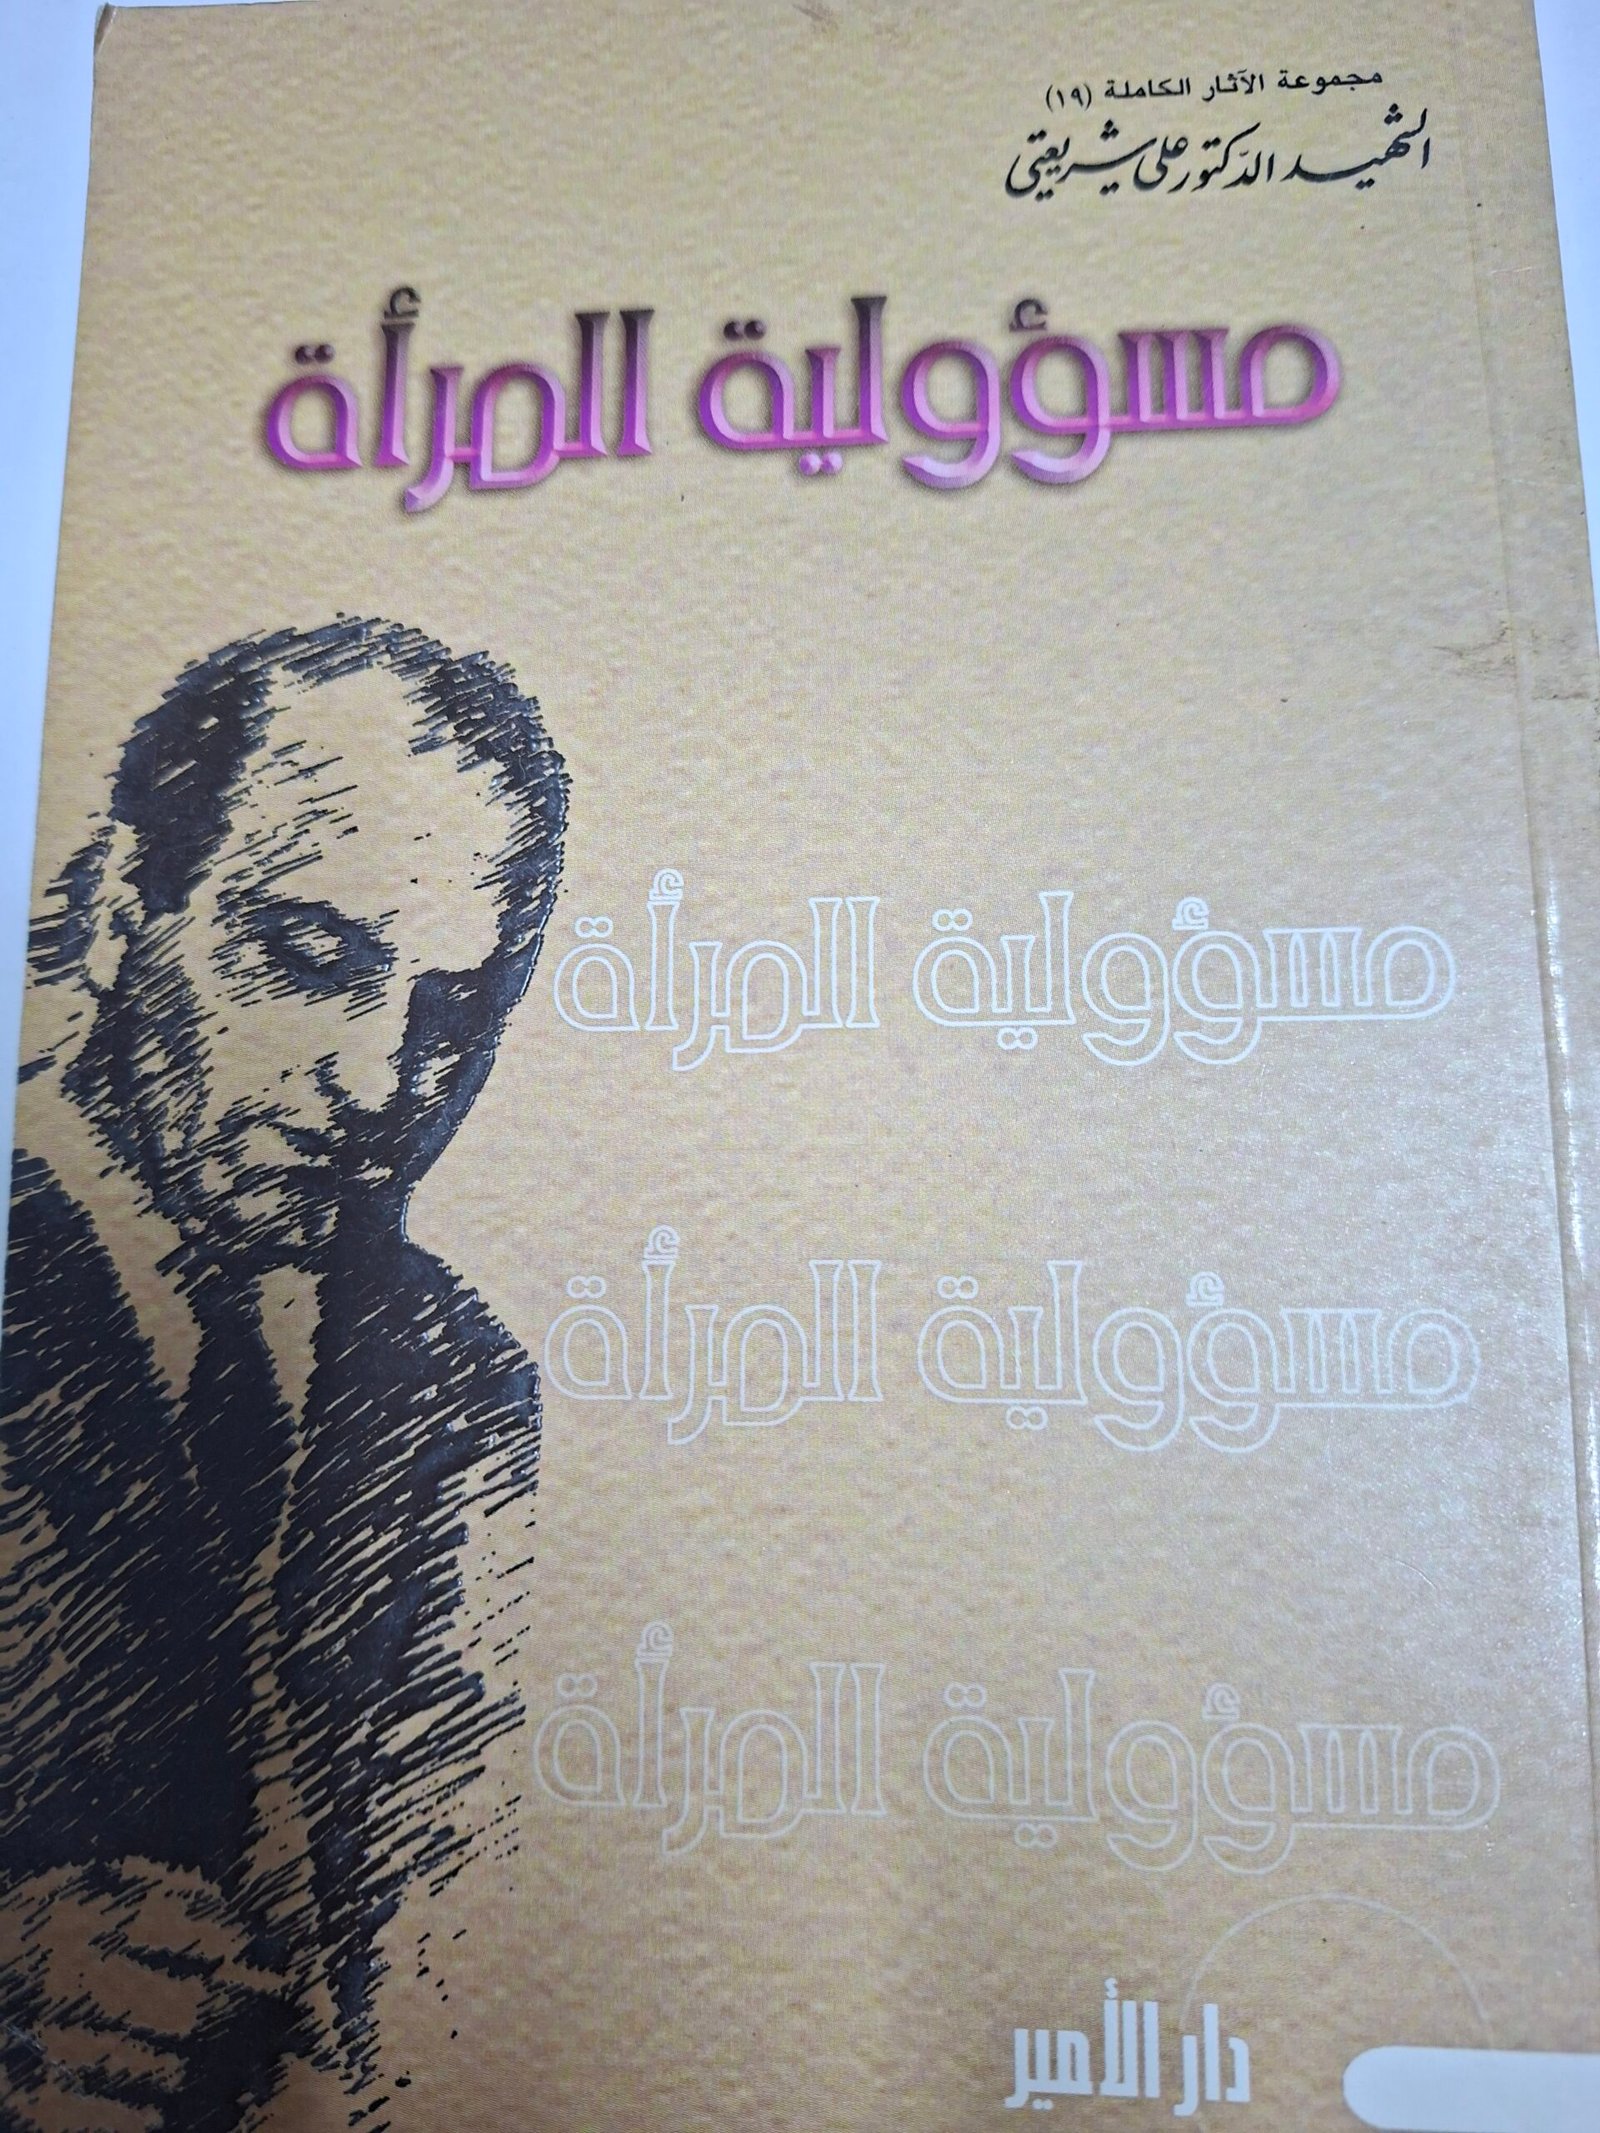 مجموعة الآثار الكاملة (١٩)
الشهيد الدكتور علي شريعتي
مسؤولية المرأة
مسؤولية المرأة
مسؤولية المرأة
مسؤولية المرأة
دار الأمير